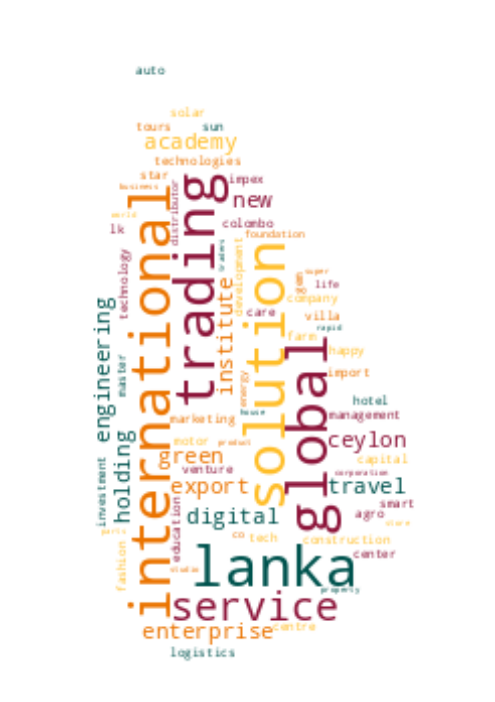 auto
solar
tours
sun
academy
technologies
star
impex
business
distributor
trading
new
international
world
lk
colombo
foundation
technology
traders
development
solution
super
life
company
institute
care
villa
rapid
engineering
farm
global
happy
master
energy
import
hotel
house
marketing
management
holding
motor
product
ceylon
green
capital
venture
corporation
investment
export
travel
education
smart
digital
agro
store
parts
co
tech
construction
center
fashion
lanka
studio
property
service
enterprise
centre
logistics